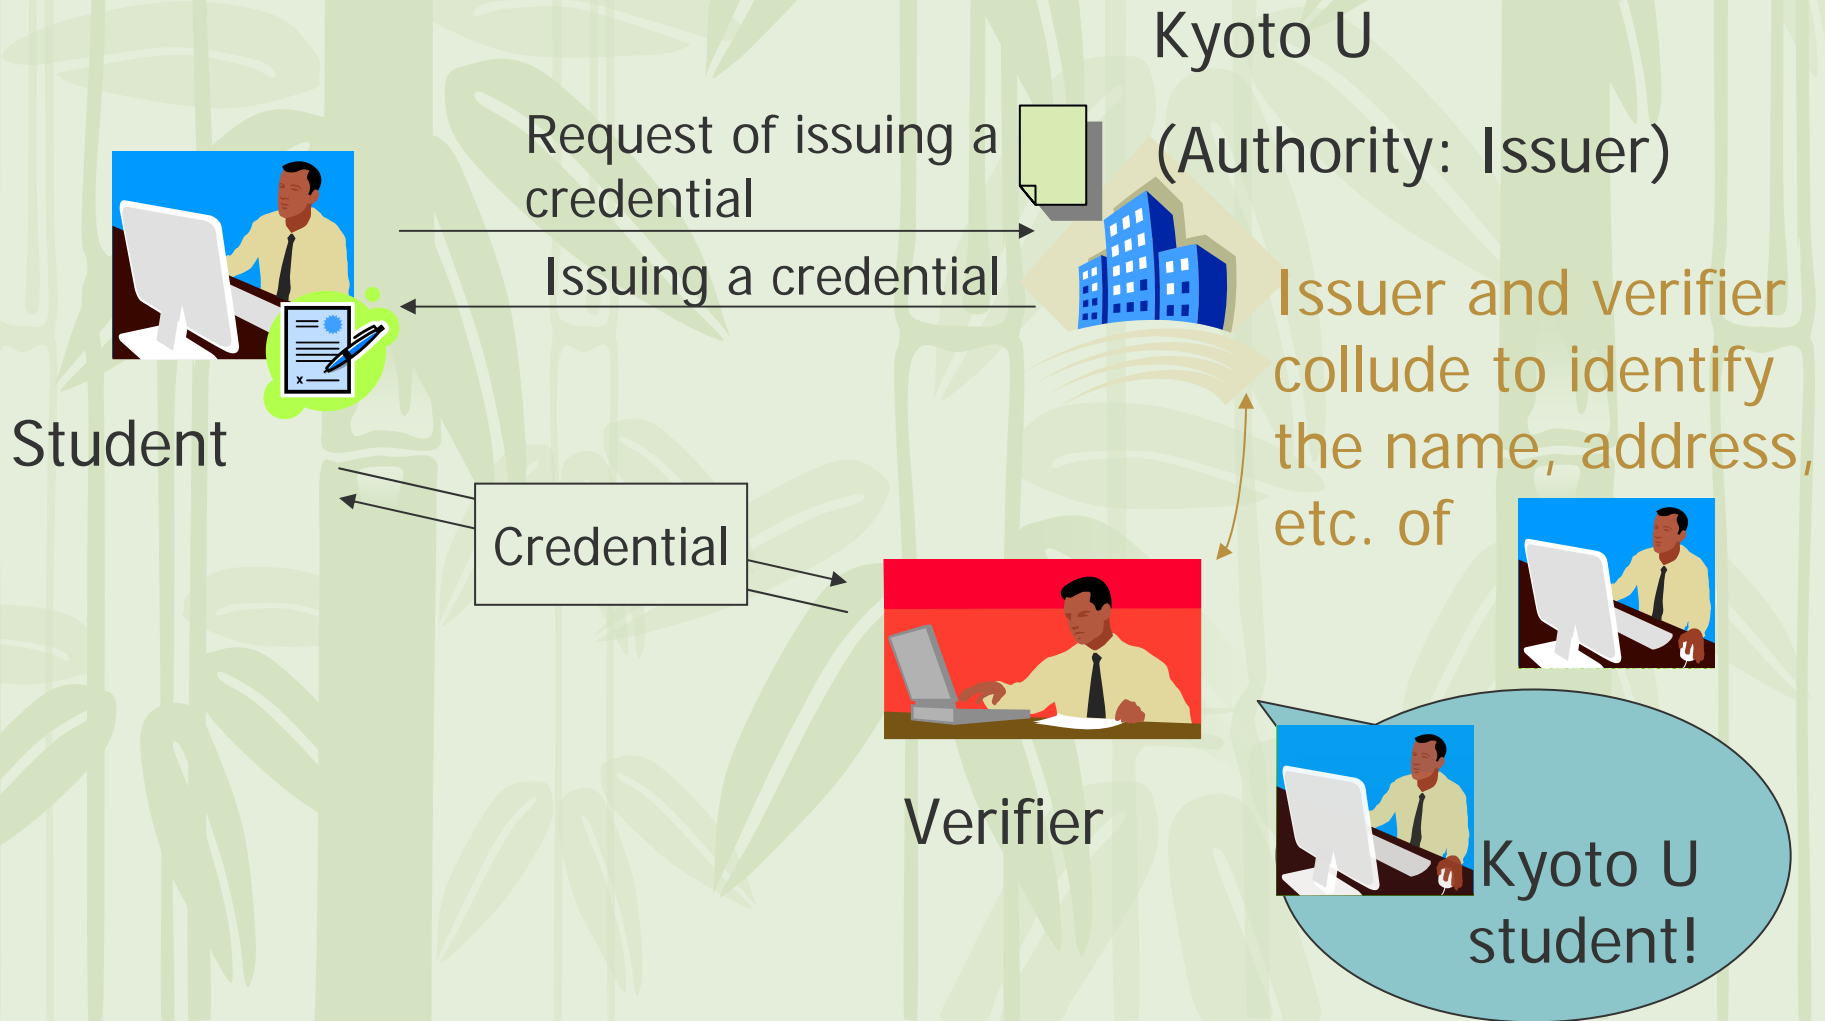 Kyoto U
(Authority: Issuer)
Request of issuing a
credential
Issuing a credential
Issuer and verifier
collude to identify
the name, address,
etc. of
Student
Credential
Verifier
Kyoto U
student!